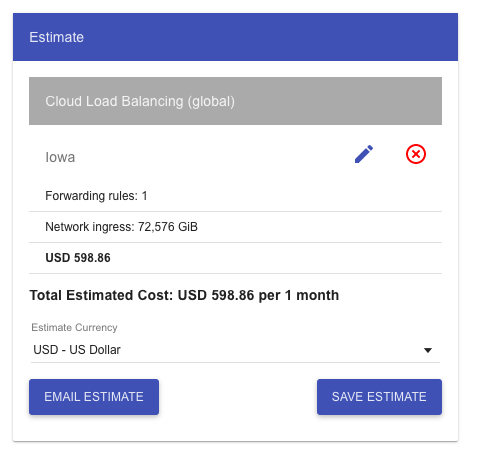 Estimate
Cloud Load Balancing (global)
Iowa
Forwarding rules: 1
Network ingress: 72,576 GiB
USD 598.86
Total Estimated Cost: USD 598.86 per 1 month
Estimate Currency
USD - US Dollar
EMAIL ESTIMATE
SAVE ESTIMATE